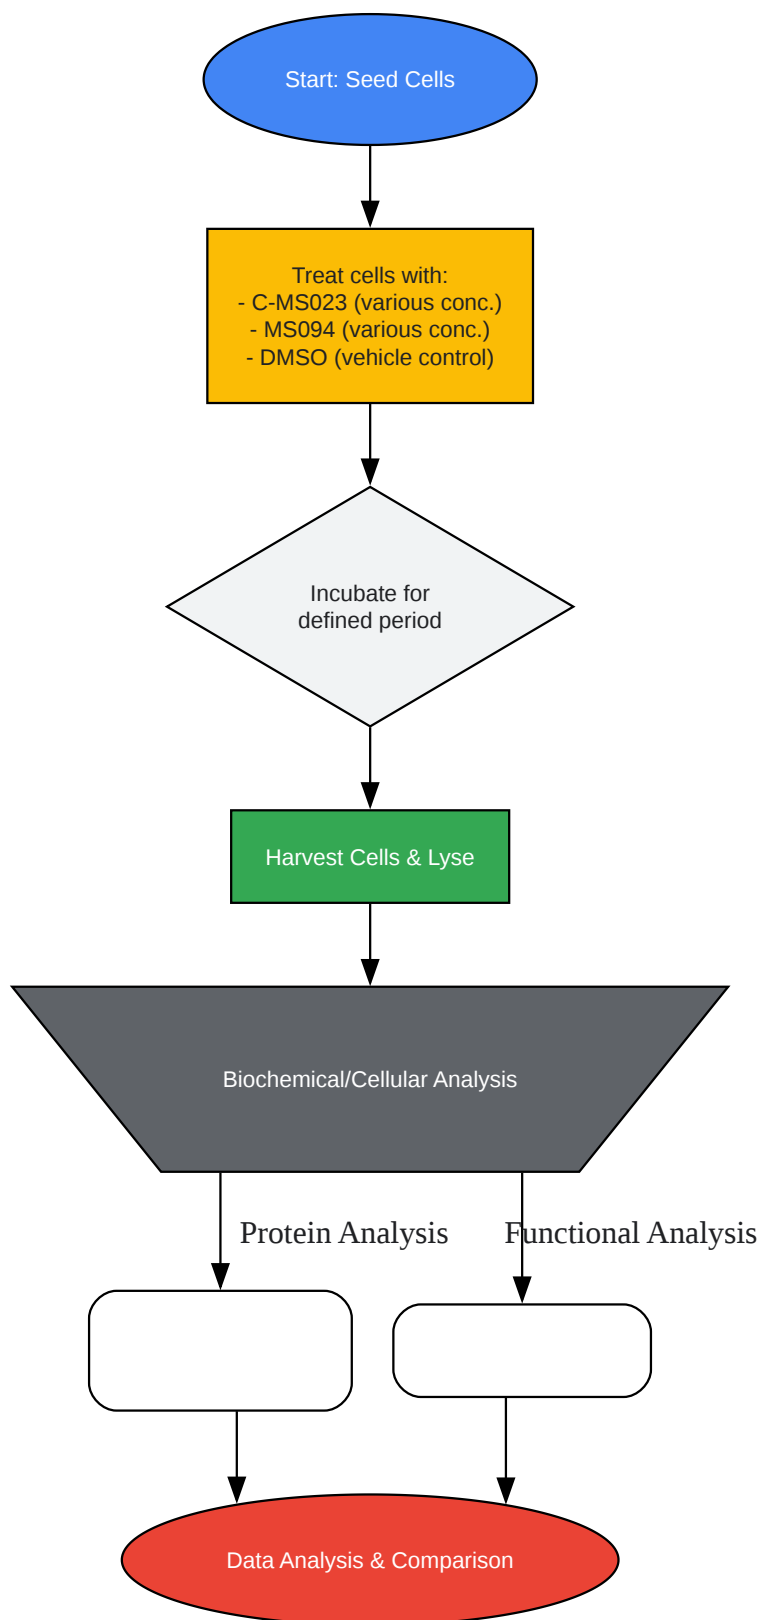 Start: Seed Cells
Treat cells with:
- C-MS023 (various conc.)
- MS094 (various conc.)
- DMSO (vehicle control)
Incubate for
defined period
Harvest Cells & Lyse
Biochemical/Cellular Analysis
Protein Analysis
Functional Analysis
Data Analysis & Comparison